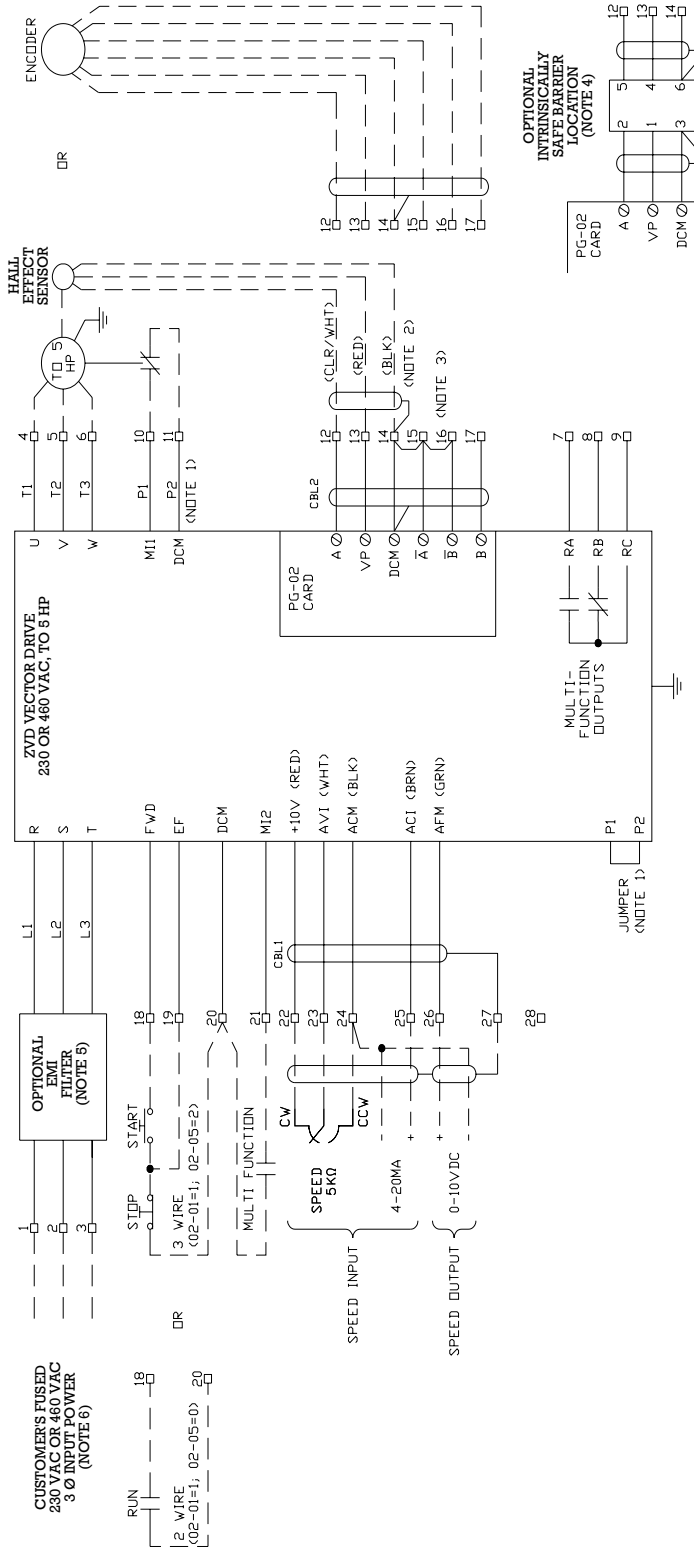 CUSTOMER'S FUSED
230 VAC OR 460 VAC
3 Ø INPUT POWER
(NOTE 6)
1
2
3
OPTIONAL
EMI
FILTER
(NOTE 5)
L1
L2
L3
R
S
T
ZVD VECTOR DRIVE
230 OR 460 VAC, TO 5 HP
U
V
W
T1
T2
T3
4
5
6
TO 5
HP
HALL
EFFECT
SENSOR
OR
ENCODER
RUN
18
20
2 WIRE
(02-01=1; 02-05=0)
OR
STOP
START
3 WIRE
(02-01=1; 02-05=2)
MULTI FUNCTION
18
19
20
21
FWD
EF
DCM
MI2
MI1
DCM
P1
P2
(NOTE 1)
10
11
SPEED INPUT
SPEED
5KΩ
CW
CCW
4-20MA
+
-
SPEED OUTPUT
0-10VDC
+
-
22
23
24
25
26
27
28
CBL1
+10V (RED)
AVI (WHT)
ACM (BLK)
ACI (BRN)
AFM (GRN)
PG-02
CARD
A
VP
DCM
A̅
B̅
B
CBL2
12
13
14
15
16
17
(CLR/WHT)
(RED)
(BLK)
(NOTE 2)
(NOTE 3)
12
13
14
15
16
17
P1
P2
JUMPER
(NOTE 1)
MULTI-
FUNCTION
OUTPUTS
RA
RB
RC
7
8
9
OPTIONAL
INTRINSICALLY
SAFE BARRIER
LOCATION
(NOTE 4)
PG-02
CARD
A
VP
DCM
2
1
3
5
4
6
12
13
14